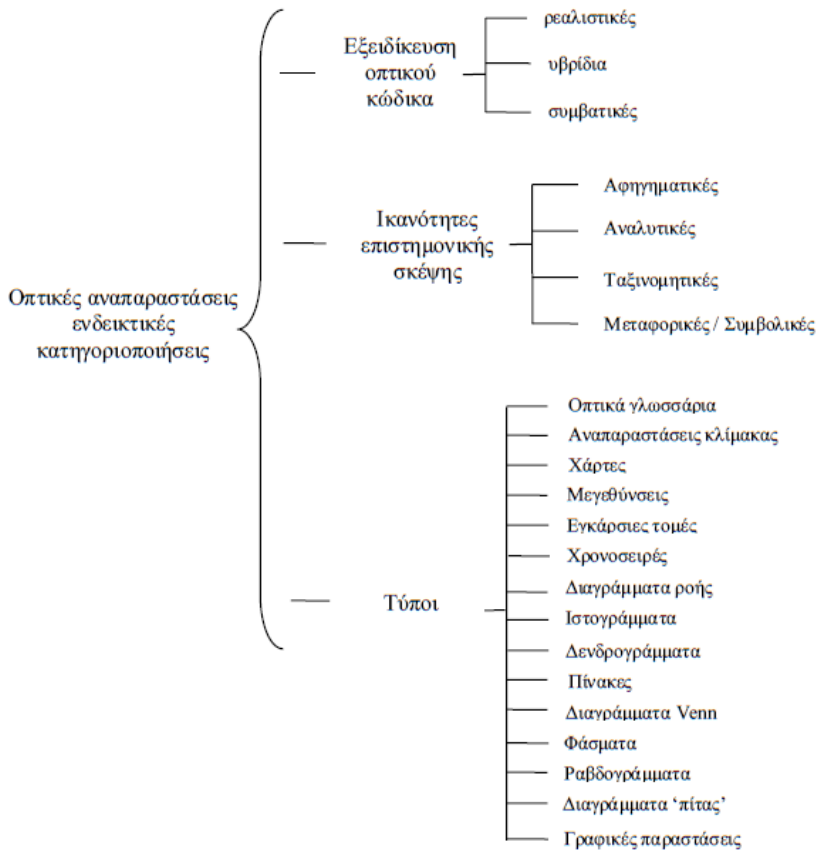 Οπτικές αναπαραστάσεις
ενδεικτικές
κατηγοριοποιήσεις
Εξειδίκευση
οπτικού
κώδικα
ρεαλιστικές
υβρίδια
συμβατικές
Ικανότητες
επιστημονικής
σκέψης
Αφηγηματικές
Αναλυτικές
Ταξινομητικές
Μεταφορικές / Συμβολικές
Τύποι
Οπτικά γλωσσάρια
Αναπαραστάσεις κλίμακας
Χάρτες
Μεγεθύνσεις
Εγκάρσιες τομές
Χρονοσειρές
Διαγράμματα ροής
Ιστογράμματα
Δενδρογράμματα
Πίνακες
Διαγράμματα Venn
Φάσματα
Ραβδογράμματα
Διαγράμματα ‘πίτας’
Γραφικές παραστάσεις